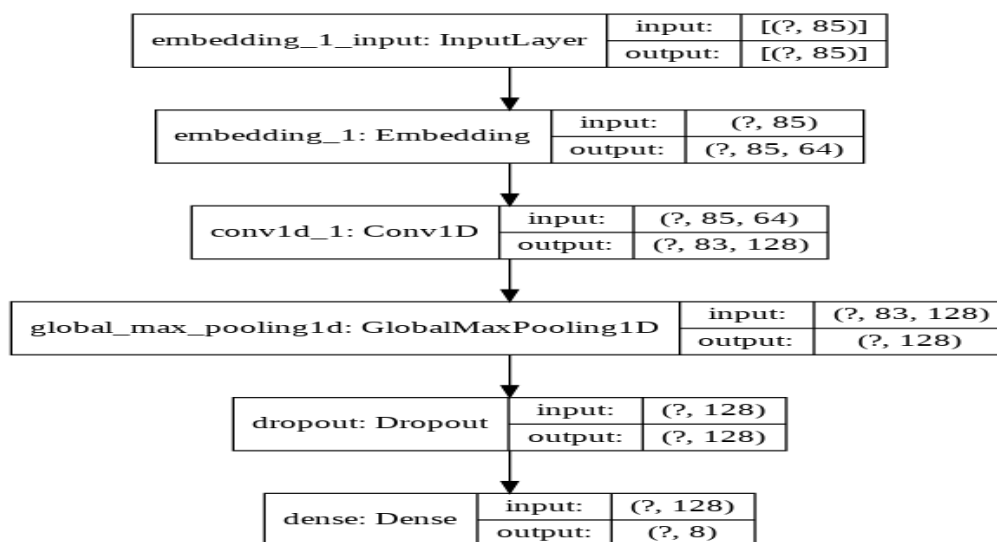 embedding_1_input: InputLayer
input: [(?, 85)]
output: [(?, 85)]
embedding_1: Embedding
input: (?, 85)
output: (?, 85, 64)
conv1d_1: Conv1D
input: (?, 85, 64)
output: (?, 83, 128)
global_max_pooling1d: GlobalMaxPooling1D
input: (?, 83, 128)
output: (?, 128)
dropout: Dropout
input: (?, 128)
output: (?, 128)
dense: Dense
input: (?, 128)
output: (?, 8)